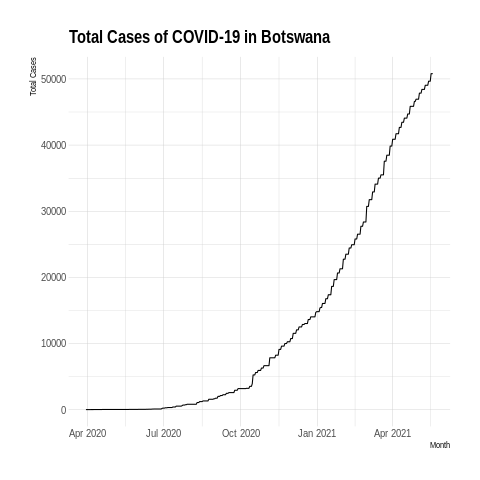 Total Cases of COVID-19 in Botswana
Total Cases
50000
40000
30000
20000
10000
0
Apr 2020 Jul 2020 Oct 2020 Jan 2021 Apr 2021
Month